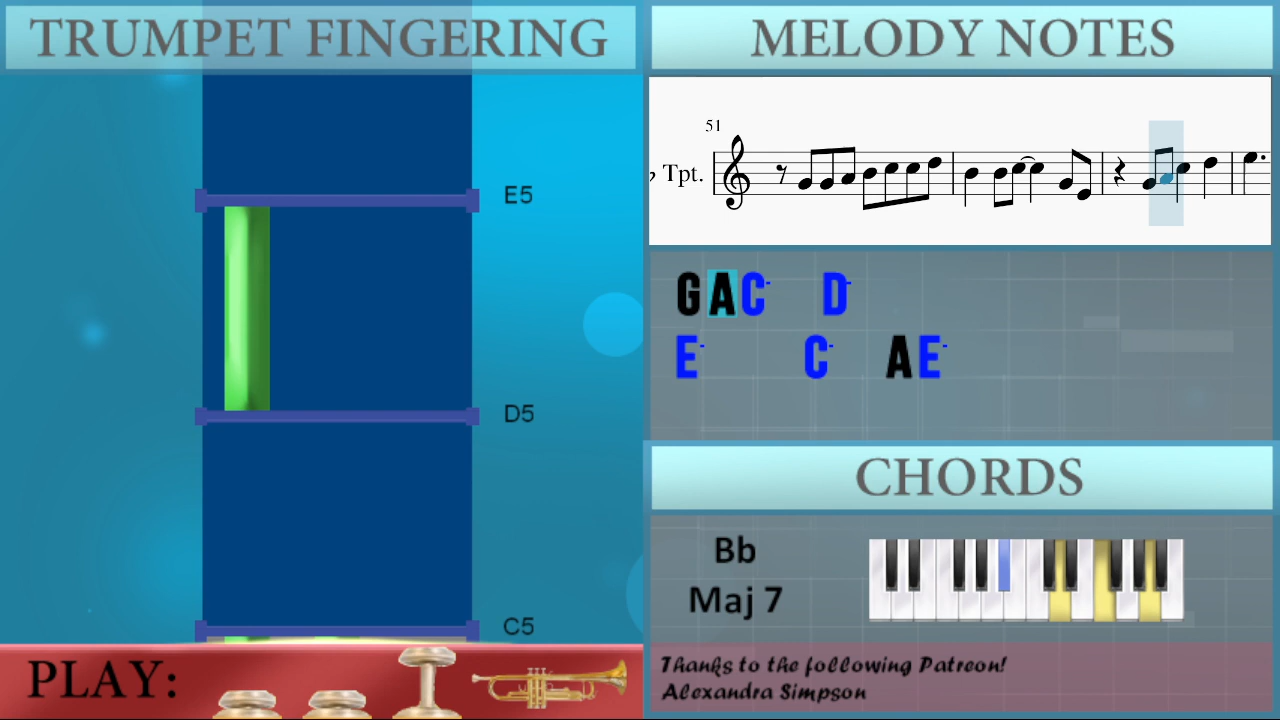 TRUMPET FINGERING
E5
D5
C5
PLAY:
MELODY NOTES
51
Tpt.
GAC- D-
E- C- AE-
CHORDS
Bb
Maj 7
Thanks to the following Patreon!
Alexandra Simpson